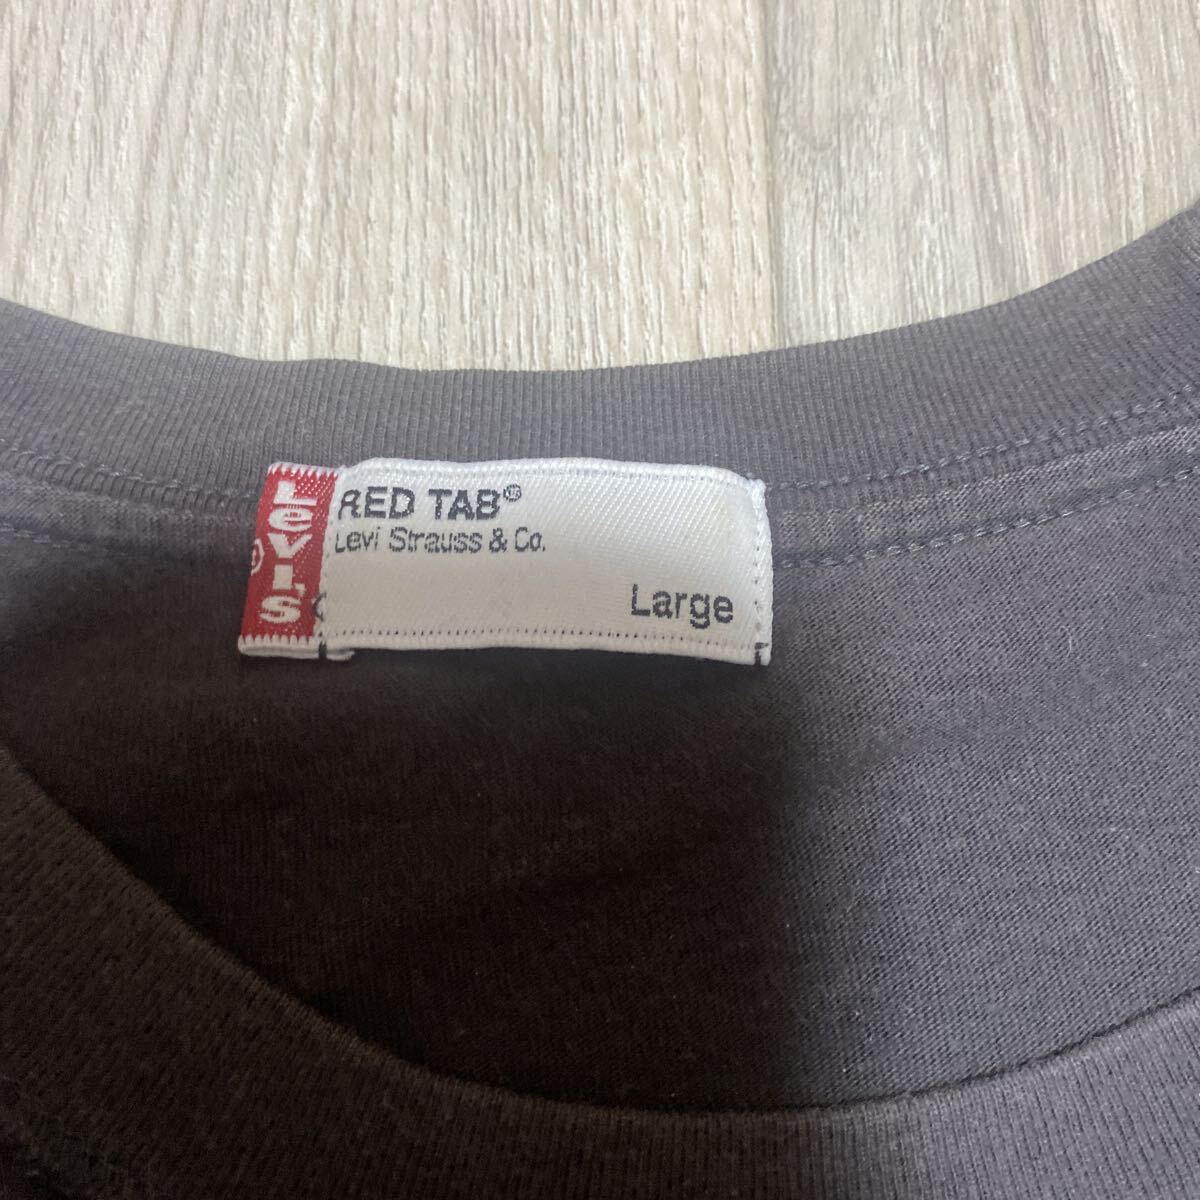 LEVI'S
®
RED TAB®
Levi Strauss & Co.
Large